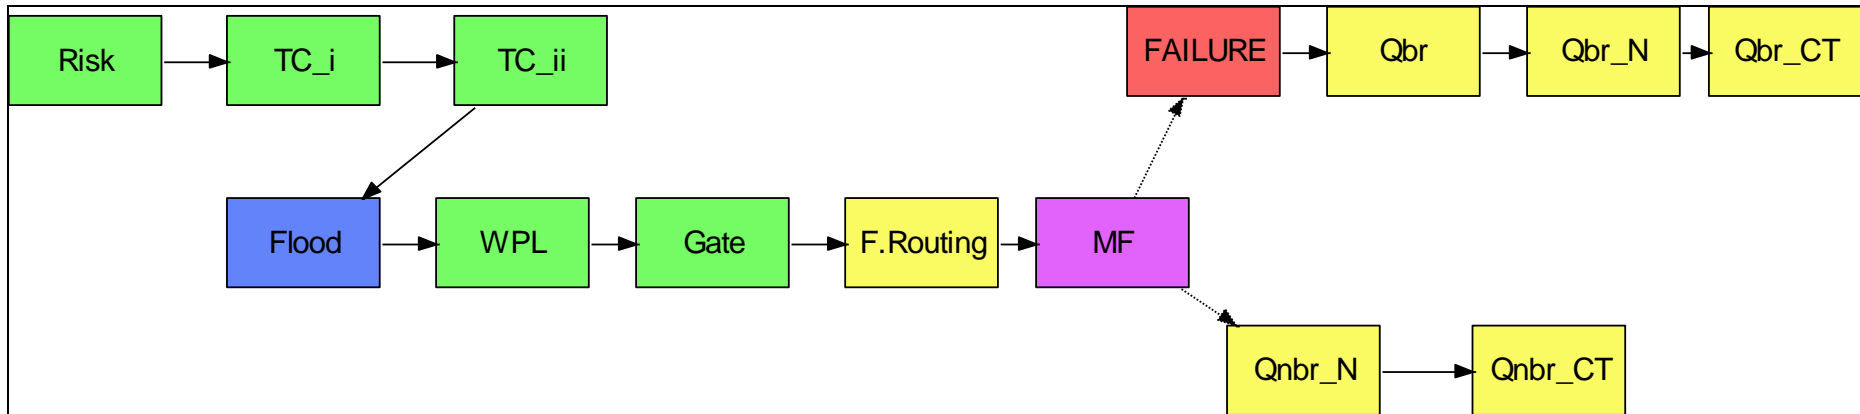 Risk
TC_i
TC_ii
FAILURE
Qbr
Qbr_N
Qbr_CT
Flood
WPL
Gate
F.Routing
MF
Qnbr_N
Qnbr_CT